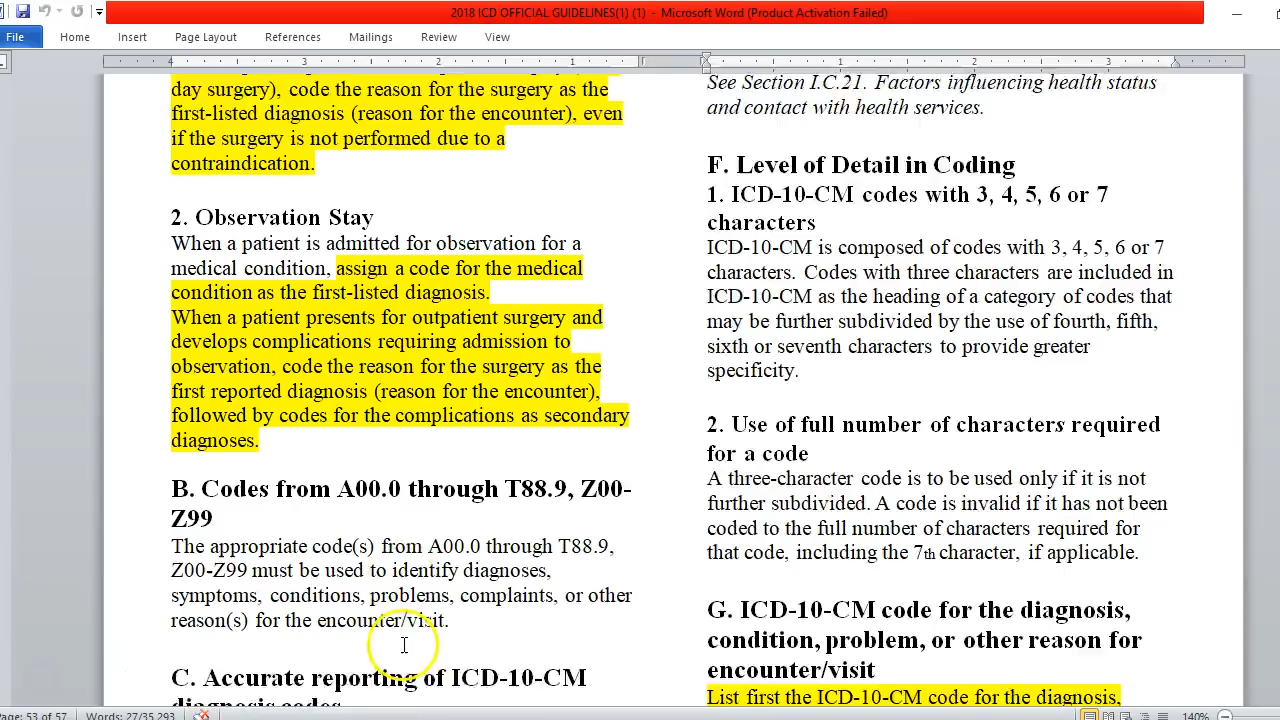 2018 ICD OFFICIAL GUIDELINES(1) (1) - Microsoft Word (Product Activation Failed)
File Home Insert Page Layout References Mailings Review View
4 3 2 1 1 2 3
day surgery), code the reason for the surgery as the
first-listed diagnosis (reason for the encounter), even
if the surgery is not performed due to a
contraindication.
2. Observation Stay
When a patient is admitted for observation for a
medical condition, assign a code for the medical
condition as the first-listed diagnosis.
When a patient presents for outpatient surgery and
develops complications requiring admission to
observation, code the reason for the surgery as the
first reported diagnosis (reason for the encounter),
followed by codes for the complications as secondary
diagnoses.
B. Codes from A00.0 through T88.9, Z00-
Z99
The appropriate code(s) from A00.0 through T88.9,
Z00-Z99 must be used to identify diagnoses,
symptoms, conditions, problems, complaints, or other
reason(s) for the encounter/visit.
C. Accurate reporting of ICD-10-CM
diagnosis codes
See Section I.C.21. Factors influencing health status
and contact with health services.
F. Level of Detail in Coding
1. ICD-10-CM codes with 3, 4, 5, 6 or 7
characters
ICD-10-CM is composed of codes with 3, 4, 5, 6 or 7
characters. Codes with three characters are included in
ICD-10-CM as the heading of a category of codes that
may be further subdivided by the use of fourth, fifth,
sixth or seventh characters to provide greater
specificity.
2. Use of full number of characters required
for a code
A three-character code is to be used only if it is not
further subdivided. A code is invalid if it has not been
coded to the full number of characters required for
that code, including the 7th character, if applicable.
G. ICD-10-CM code for the diagnosis,
condition, problem, or other reason for
encounter/visit
List first the ICD-10-CM code for the diagnosis,
Page: 53 of 57 Words: 27/35,293 140%